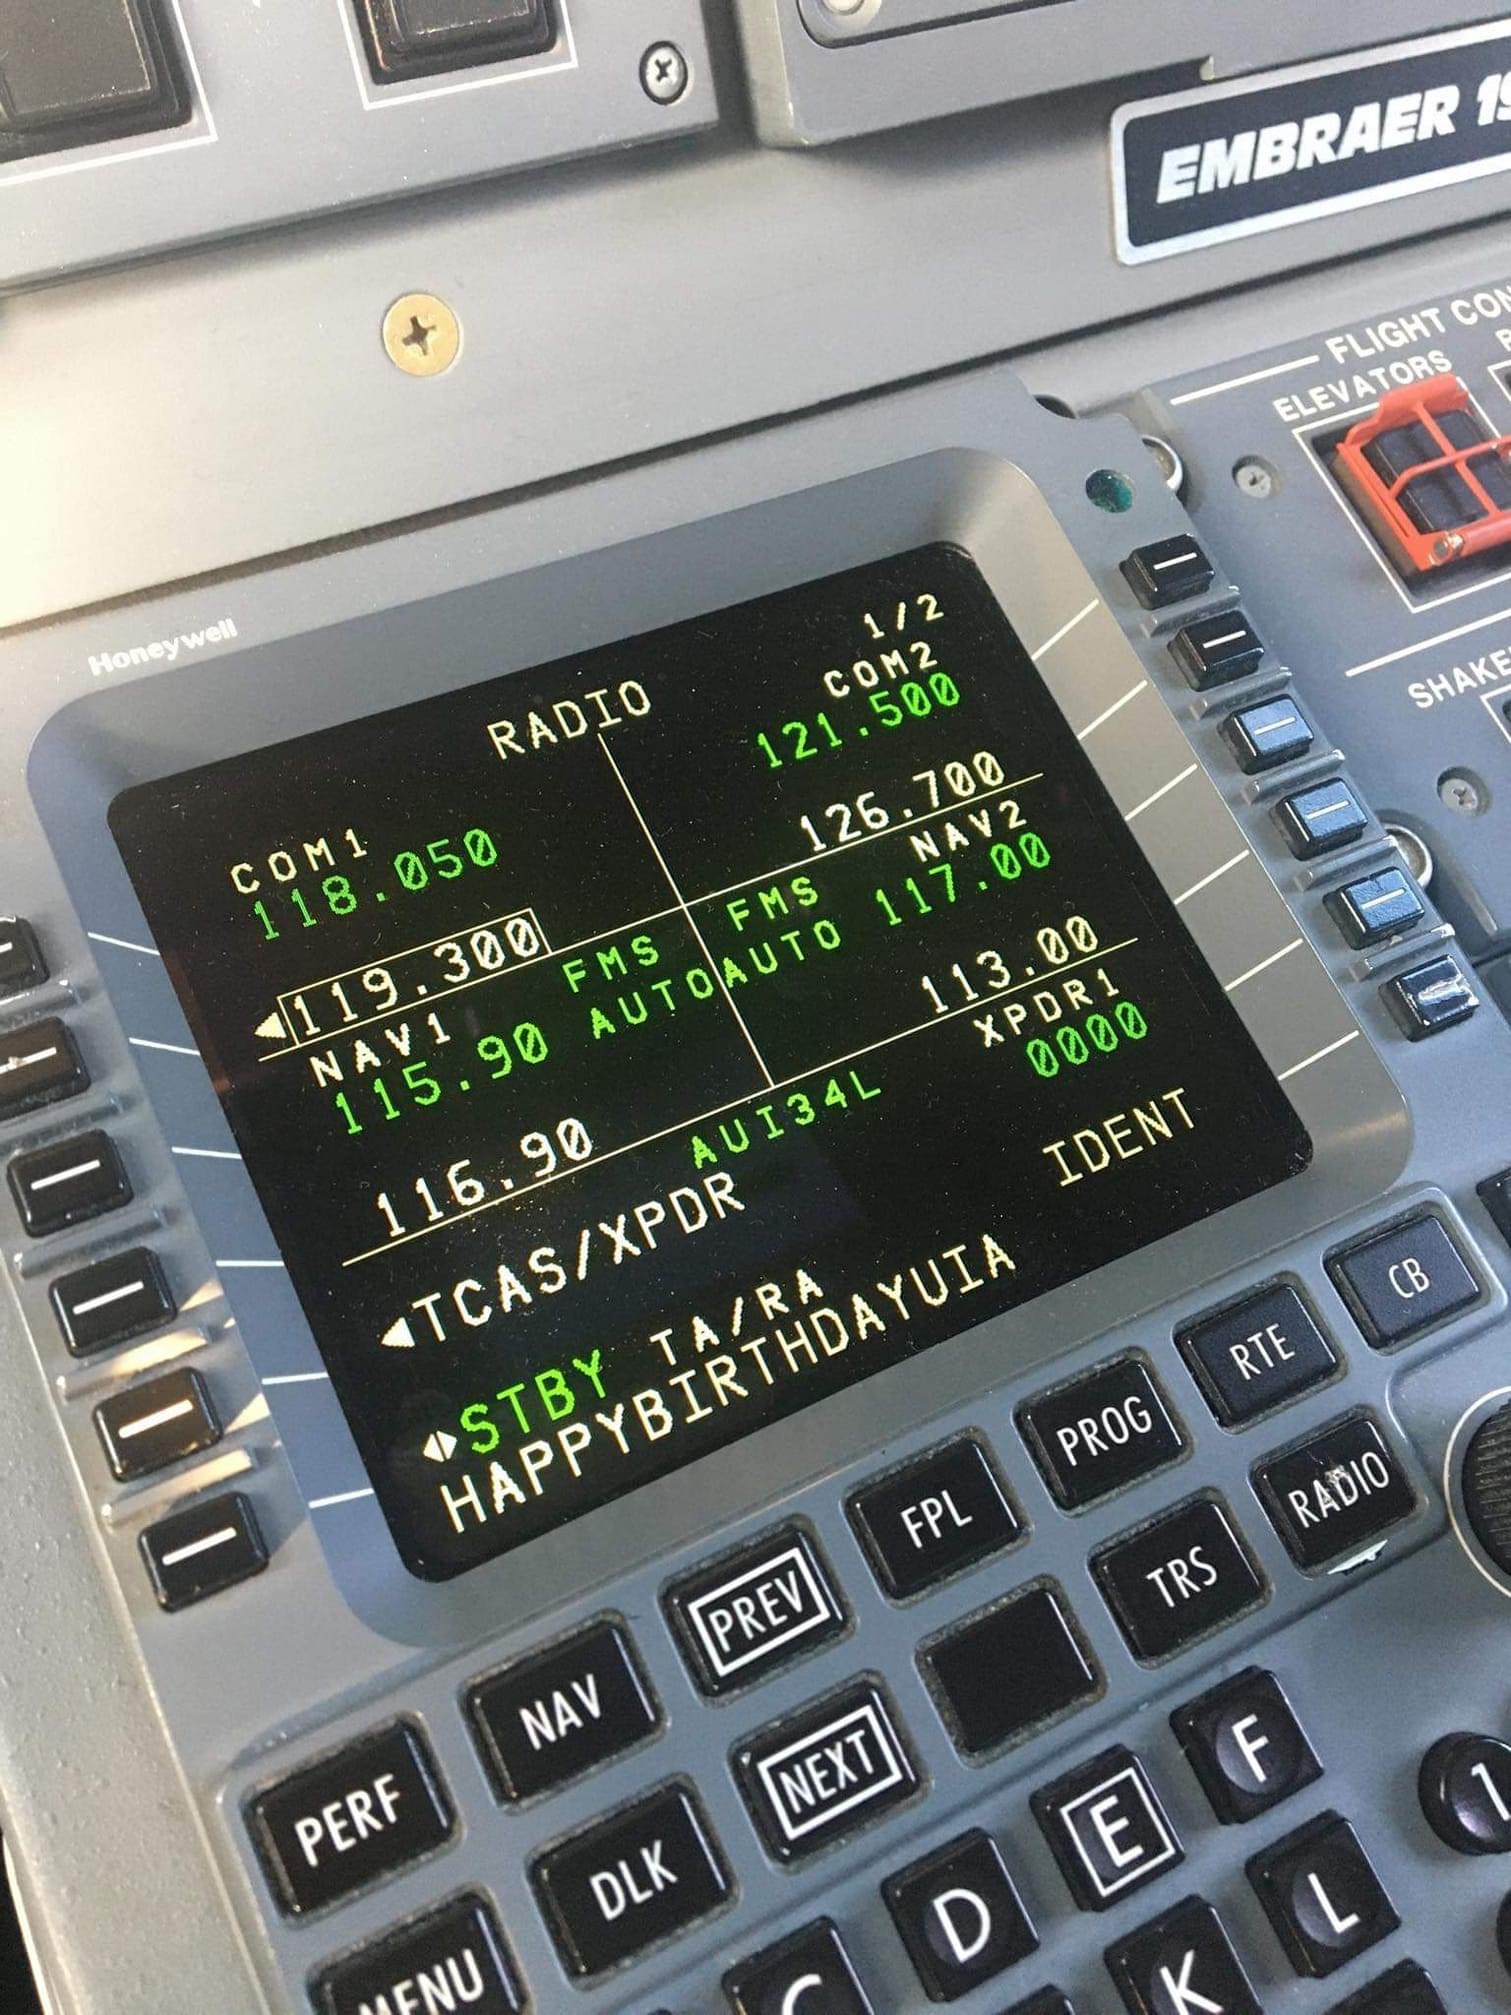 EMBRAER 19
FLIGHT CON
ELEVATORS
SHAKE
Honeywell
RADIO 1/2
COM1 COM2
118.050 121.500
119.300 126.700
NAV1 FMS FMS NAV2
115.90 AUTO AUTO 117.00
116.90 113.00
AUI34L XPDR1
0000
TCAS/XPDR IDENT
STBY TA/RA
HAPPYBIRTHDAYUIA
PERF NAV PREV FPL PROG RTE CB
MENU DLK NEXT TRS RADIO
C D E F 1
K L